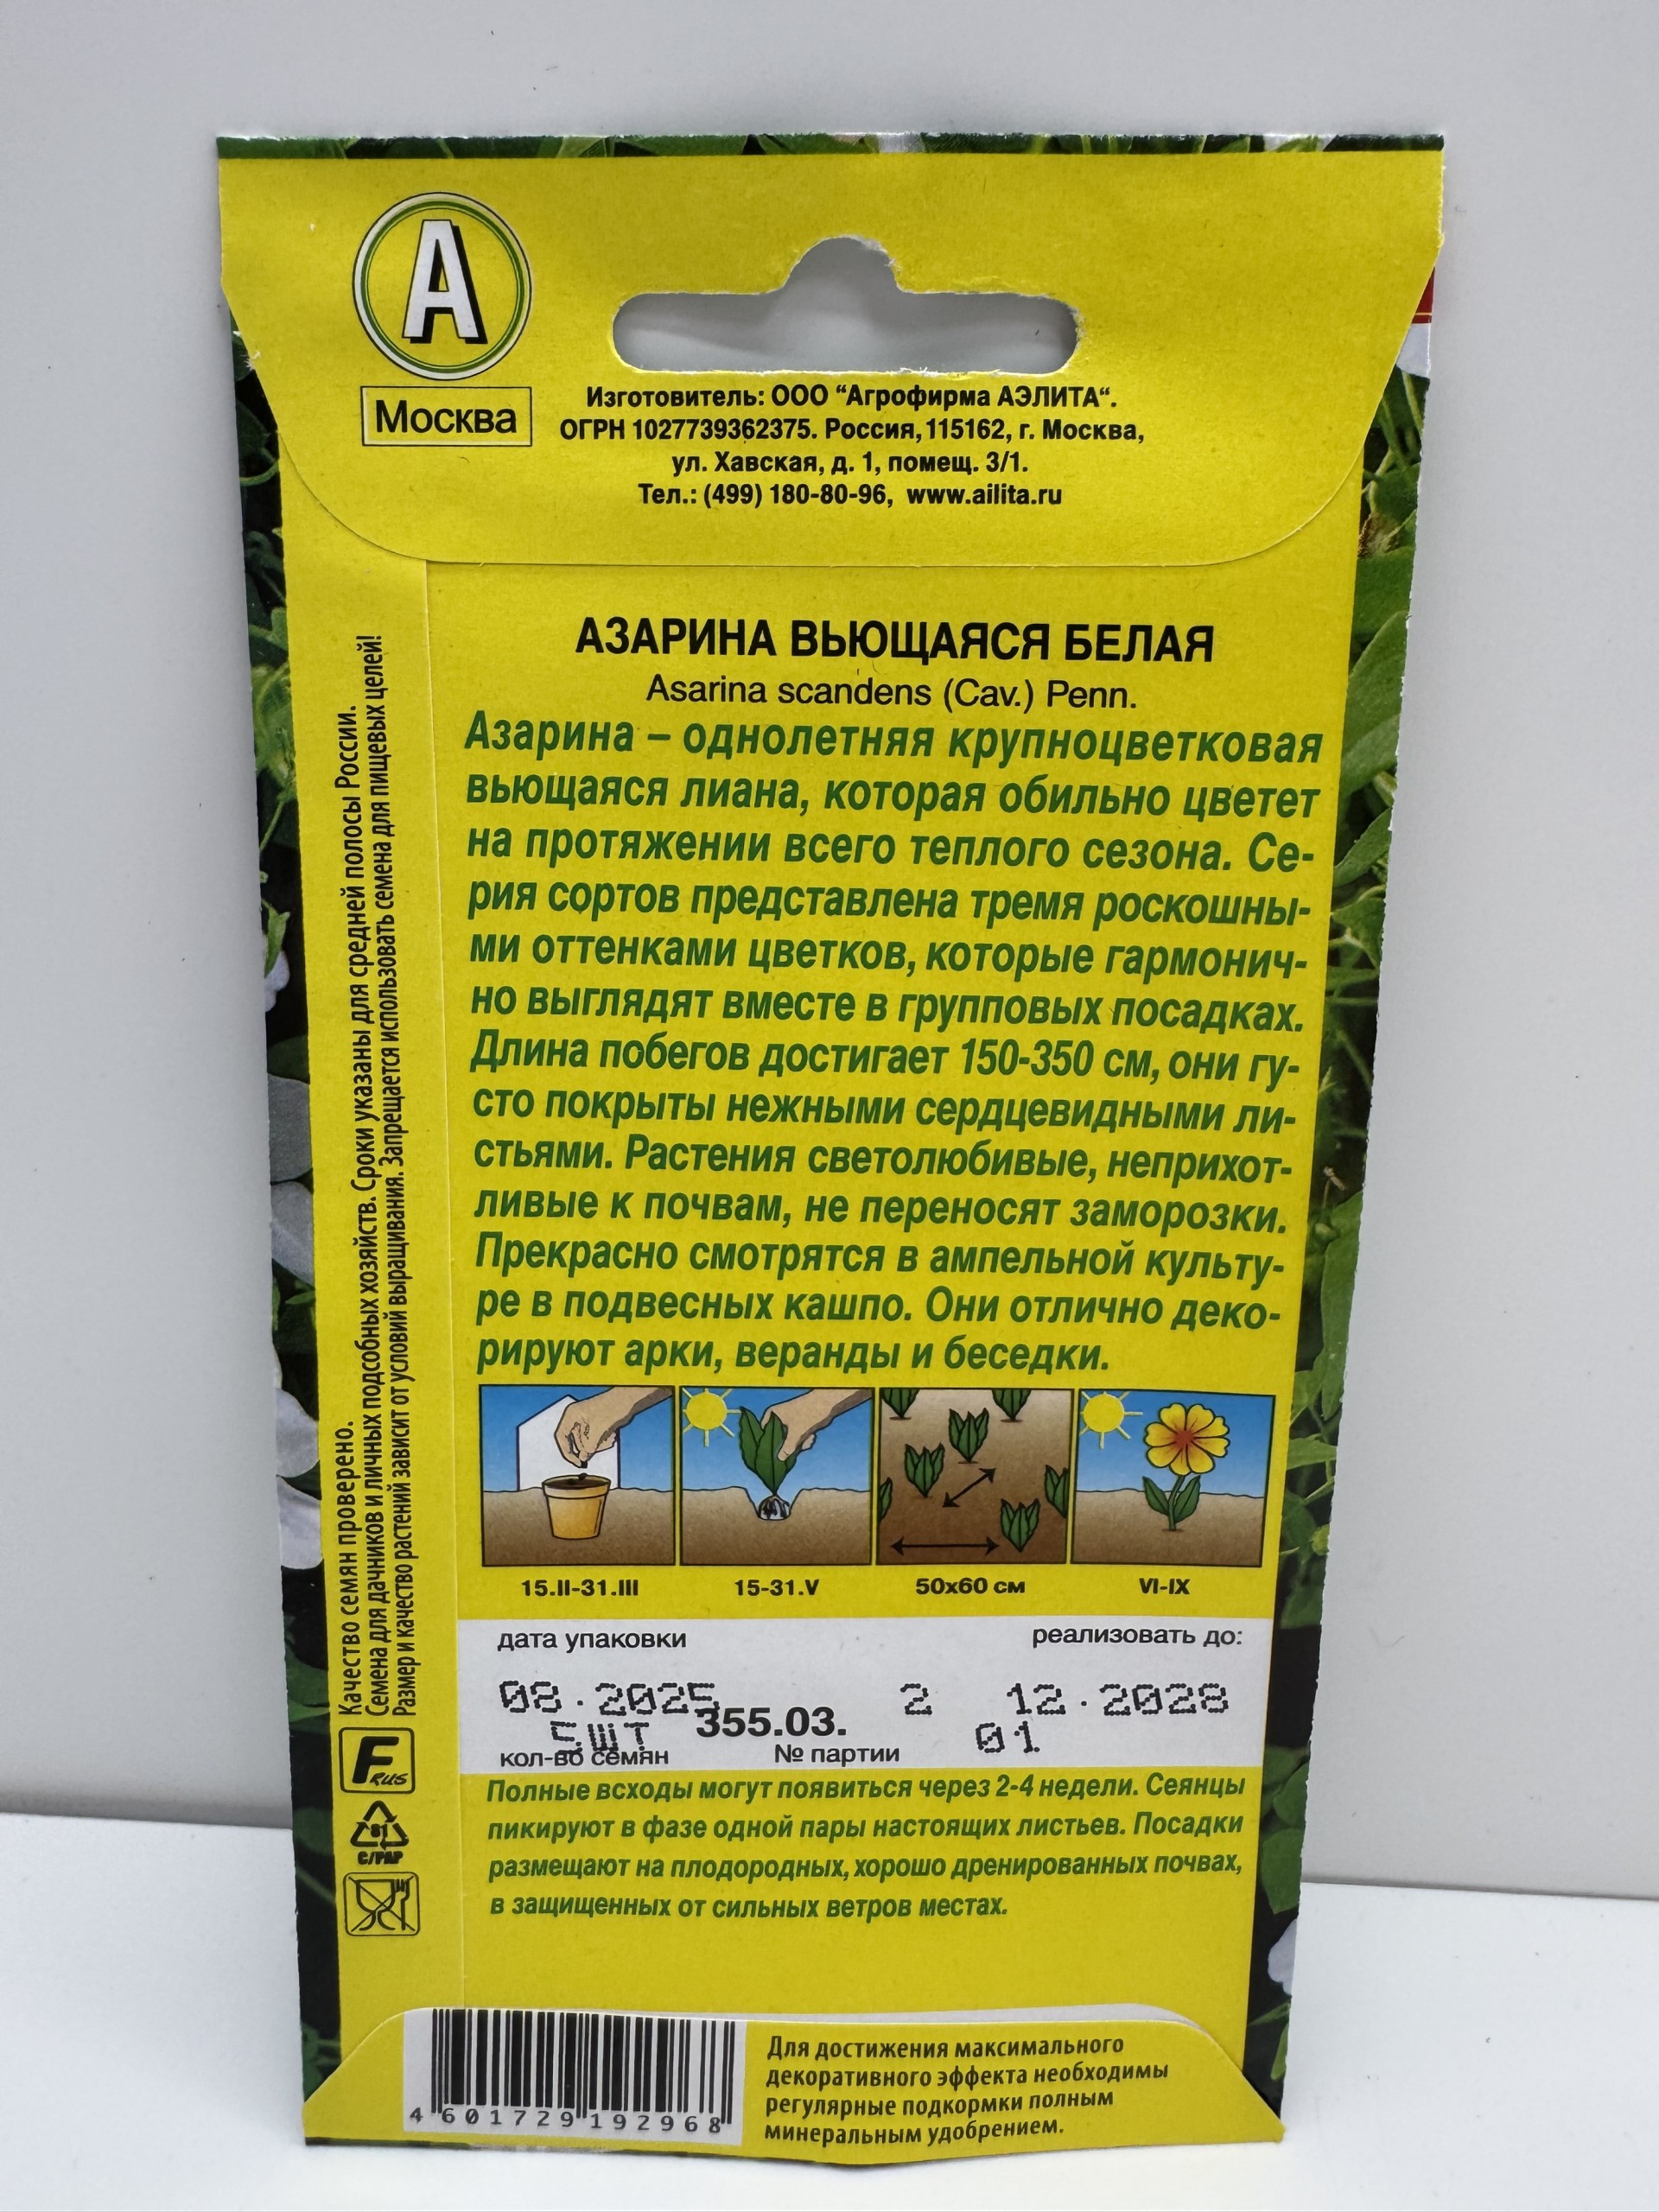 А
Москва
Изготовитель: ООО “Агрофирма АЭЛИТА“.
ОГРН 1027739362375. Россия, 115162, г. Москва,
ул. Хавская, д. 1, помещ. 3/1.
Тел.: (499) 180-80-96, www.ailita.ru
АЗАРИНА ВЬЮЩАЯСЯ БЕЛАЯ
Asarina scandens (Cav.) Penn.
Азарина – однолетняя крупноцветковая
вьющаяся лиана, которая обильно цветет
на протяжении всего теплого сезона. Се-
рия сортов представлена тремя роскошны-
ми оттенками цветков, которые гармонич-
но выглядят вместе в групповых посадках.
Длина побегов достигает 150-350 см, они гу-
сто покрыты нежными сердцевидными ли-
стьями. Растения светолюбивые, неприхот-
ливые к почвам, не переносят заморозки.
Прекрасно смотрятся в ампельной культу-
ре в подвесных кашпо. Они отлично деко-
рируют арки, веранды и беседки.
15.II-31.III 15-31.V 50x60 см VI-IX
дата упаковки реализовать до:
08.2025 2 12.2028
5ШТ 355.03. 01
кол-во семян № партии
Полные всходы могут появиться через 2-4 недели. Сеянцы
пикируют в фазе одной пары настоящих листьев. Посадки
размещают на плодородных, хорошо дренированных почвах,
в защищенных от сильных ветров местах.
Качество семян проверено.
Семена для дачников и личных подсобных хозяйств. Сроки указаны для средней полосы России.
Размер и качество растений зависит от условий выращивания. Запрещается использовать семена для пищевых целей!
F RUS
81
C/PAP
4 601729 192968
Для достижения максимального
декоративного эффекта необходимы
регулярные подкормки полным
минеральным удобрением.